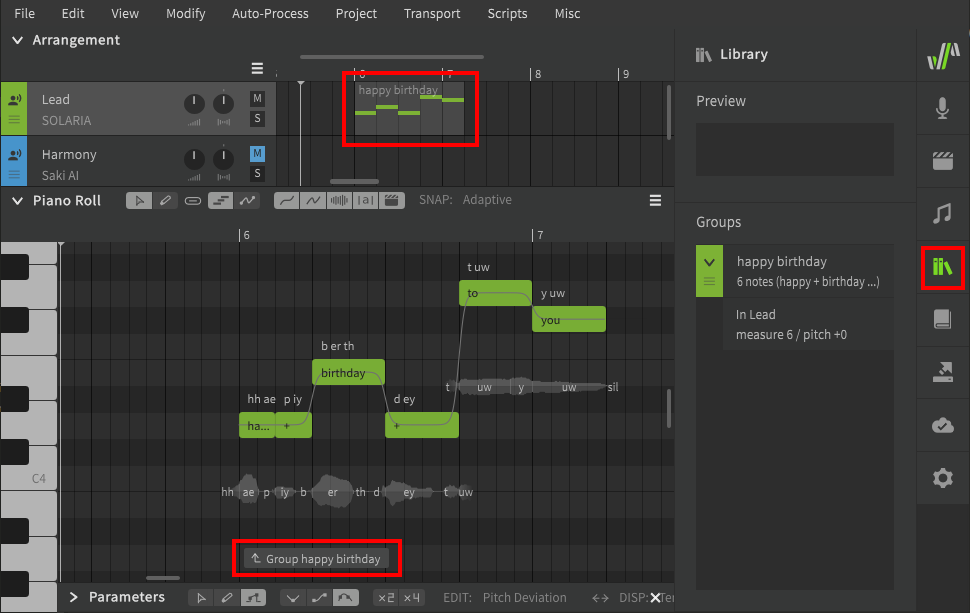 File Edit View Modify Auto-Process Project Transport Scripts Misc
Arrangement
6 7 8 9
happy birthday
Lead
SOLARIA
M
S
Harmony
Saki AI
M
S
Piano Roll
SNAP: Adaptive
6 7
t uw
to
y uw
you
b er th
birthday
hh ae p iy
ha... +
d ey
+
t uw y uw sil
C4
hh ae p iy b er th d ey t uw
Group happy birthday
Parameters
×2 ×4
EDIT: Pitch Deviation
DISP:
Library
Preview
Groups
happy birthday
6 notes (happy + birthday ...)
In Lead
measure 6 / pitch +0